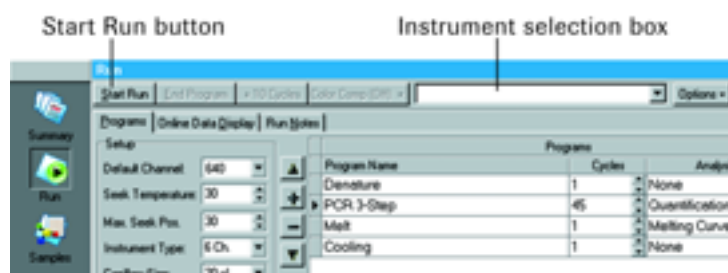 Start Run button Instrument selection box
Run
Start Run End Program +10 Cycles Color Comp (Off) Options
Summary
Run
Samples
Programs Online Data Display Run Notes
Setup
Default Channel: 640
Seek Temperature: 30
Max. Seek Pos. 30
Instrument Type: 6 Ch.
Programs
Program Name Cycles
Denature 1 None
PCR 3-Step 45 Quantification
Melt 1 Melting Curve
Cooling 1 None